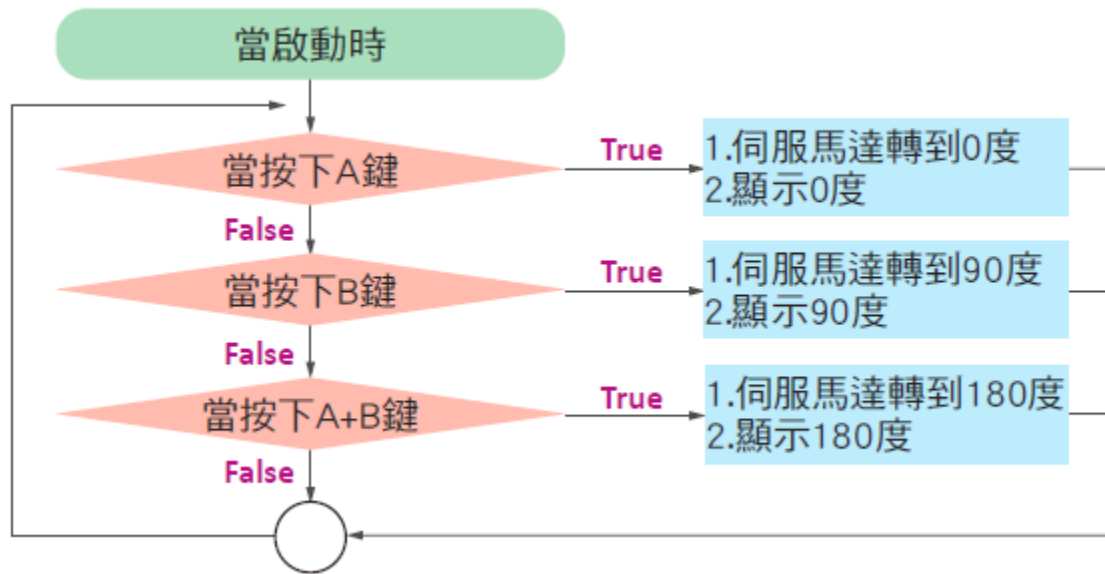 當啟動時
當按下A鍵
True
1.伺服馬達轉到0度
2.顯示0度
False
當按下B鍵
True
1.伺服馬達轉到90度
2.顯示90度
False
當按下A+B鍵
True
1.伺服馬達轉到180度
2.顯示180度
False